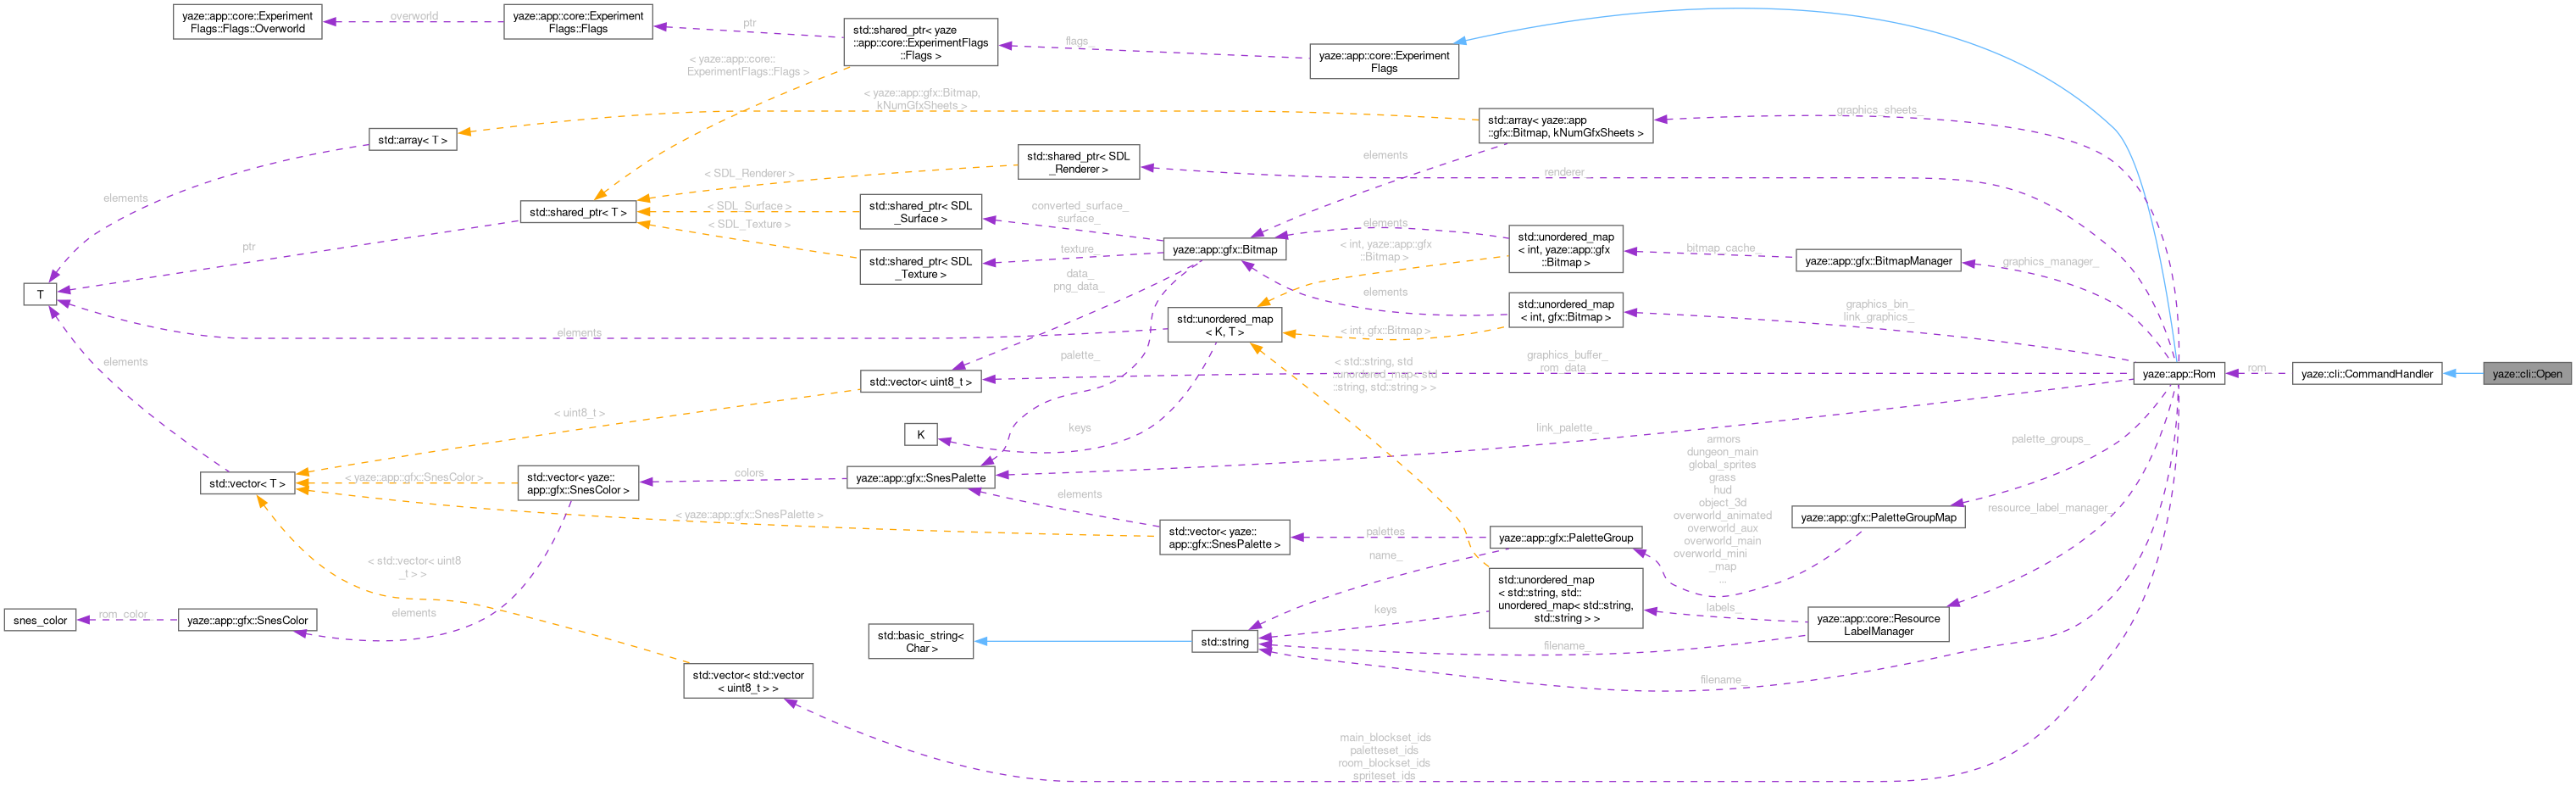 yaze::app::core::Experiment
Flags::Flags::Overworld
overworld
yaze::app::core::Experiment
Flags::Flags
ptr
std::shared_ptr< yaze
::app::core::ExperimentFlags
::Flags >
flags_
yaze::app::core::Experiment
Flags
< yaze::app::core::
ExperimentFlags::Flags >
< yaze::app::gfx::Bitmap,
kNumGfxSheets >
std::array< yaze::app
::gfx::Bitmap, kNumGfxSheets >
graphics_sheets_
std::array< T >
elements
std::shared_ptr< SDL
_Renderer >
< SDL_Renderer >
renderer_
elements
std::shared_ptr< T >
< SDL_Surface >
< SDL_Texture >
std::shared_ptr< SDL
_Surface >
std::shared_ptr< SDL
_Texture >
converted_surface_
surface_
texture_
data_
png_data_
yaze::app::gfx::Bitmap
elements
< int, yaze::app::gfx
::Bitmap >
std::unordered_map
< int, yaze::app::gfx
::Bitmap >
bitmap_cache_
yaze::app::gfx::BitmapManager
graphics_manager_
ptr
T
elements
std::unordered_map
< K, T >
elements
< int, gfx::Bitmap >
std::unordered_map
< int, gfx::Bitmap >
graphics_bin_
link_graphics_
elements
palette_
std::vector< uint8_t >
< std::string, std
::unordered_map< std
::string, std::string > >
graphics_buffer_
rom_data_
yaze::app::Rom
rom
yaze::cli::CommandHandler
yaze::cli::Open
< uint8_t >
K
keys
link_palette_
palette_groups_
std::vector< T >
< yaze::app::gfx::SnesColor >
std::vector< yaze::
app::gfx::SnesColor >
colors
yaze::app::gfx::SnesPalette
elements
armors
dungeon_main
global_sprites
grass
hud
object_3d
overworld_animated
overworld_aux
overworld_main
overworld_mini
_map
...
yaze::app::gfx::PaletteGroupMap
resource_label_manager_
< yaze::app::gfx::SnesPalette >
std::vector< yaze::
app::gfx::SnesPalette >
palettes
yaze::app::gfx::PaletteGroup
name_
< std::vector< uint8
_t > >
std::unordered_map
< std::string, std::
unordered_map< std::string,
std::string > >
labels_
yaze::app::core::Resource
LabelManager
keys
filename_
snes_color
rom_color_
yaze::app::gfx::SnesColor
elements
std::basic_string<
Char >
std::string
filename_
std::vector< std::vector
< uint8_t > >
main_blockset_ids
paletteset_ids
room_blockset_ids
spriteset_ids